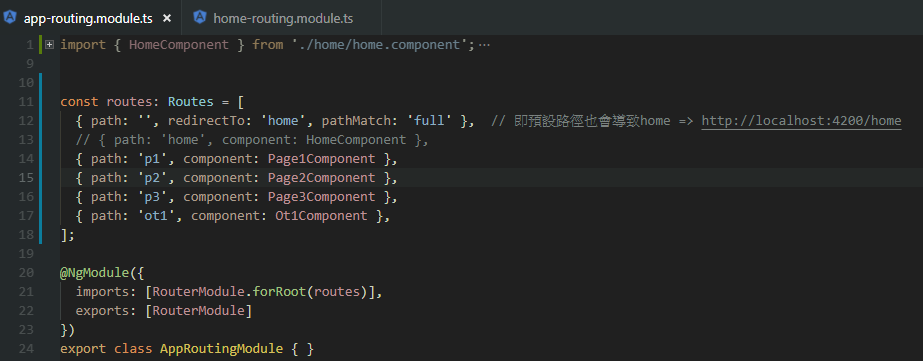 app-routing.module.ts × home-routing.module.ts
1 import { HomeComponent } from './home/home.component'; ⋯
9
10
11 const routes: Routes = [
12 { path: '', redirectTo: 'home', pathMatch: 'full' }, // 即預設路徑也會導致home => http://localhost:4200/home
13 // { path: 'home', component: HomeComponent },
14 { path: 'p1', component: Page1Component },
15 { path: 'p2', component: Page2Component },
16 { path: 'p3', component: Page3Component },
17 { path: 'ot1', component: Ot1Component },
18 ];
19
20 @NgModule({
21 imports: [RouterModule.forRoot(routes)],
22 exports: [RouterModule]
23 })
24 export class AppRoutingModule { }